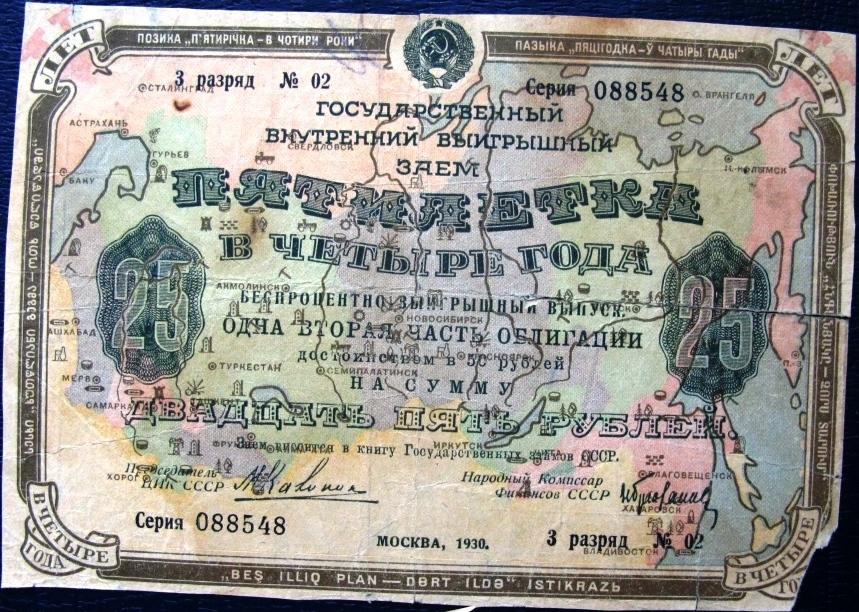 ПОЗИКА „П'ЯТИРІЧКА – В ЧОТИРИ РОКИ"
ПАЗЫКА „ПЯЦІГОДКА – Ў ЧАТЫРЫ ГАДЫ"
ЛЕТ
ЛЕТ
3 разряд № 02
Серия 088548
СТАЛИНГРАД
О. ВРАНГЕЛЯ
ГОСУДАРСТВЕННЫЙ
АСТРАХАНЬ
ВНУТРЕННИЙ ВЫИГРЫШНЫЙ
СВЕРДЛОВСК
ГУРЬЕВ
ЗАЕМ
Н-КОЛЫМСК
БАКУ
ПЯТИЛЕТКА
В ЧЕТЫРЕ ГОДА
25
25
АКМОЛИНСК
БЕСПРОЦЕНТНО-ВЫИГРЫШНЫЙ ВЫПУСК.
НОВОСИБИРСК
ОДНА ВТОРАЯ ЧАСТЬ ОБЛИГАЦИИ
АШХАБАД
достоинством в 50 рублей
КРАСНОЯРСК
ТУРКЕСТАН
СЕМИПАЛАТИНСК
МЕРВ
НА СУММУ
САМАРКАНД
ДВАДЦАТЬ ПЯТЬ РУБЛЕЙ.
ИРКУТСК
Заем вносится в книгу Государственных займов СССР.
ХОРОГ
Председатель
ЦИК СССР
Народный Комиссар
Финансов СССР
БЛАГОВЕЩЕНСК
ХАБАРОВСК
Серия 088548
МОСКВА, 1930.
3 разряд № 02
ВЛАДИВОСТОК
В ЧЕТЫРЕ
ГОДА
В ЧЕТЫРЕ
„BEŞ ILLIQ PLAN — DƏRT ILDƏ" ISTIKRAZЬ